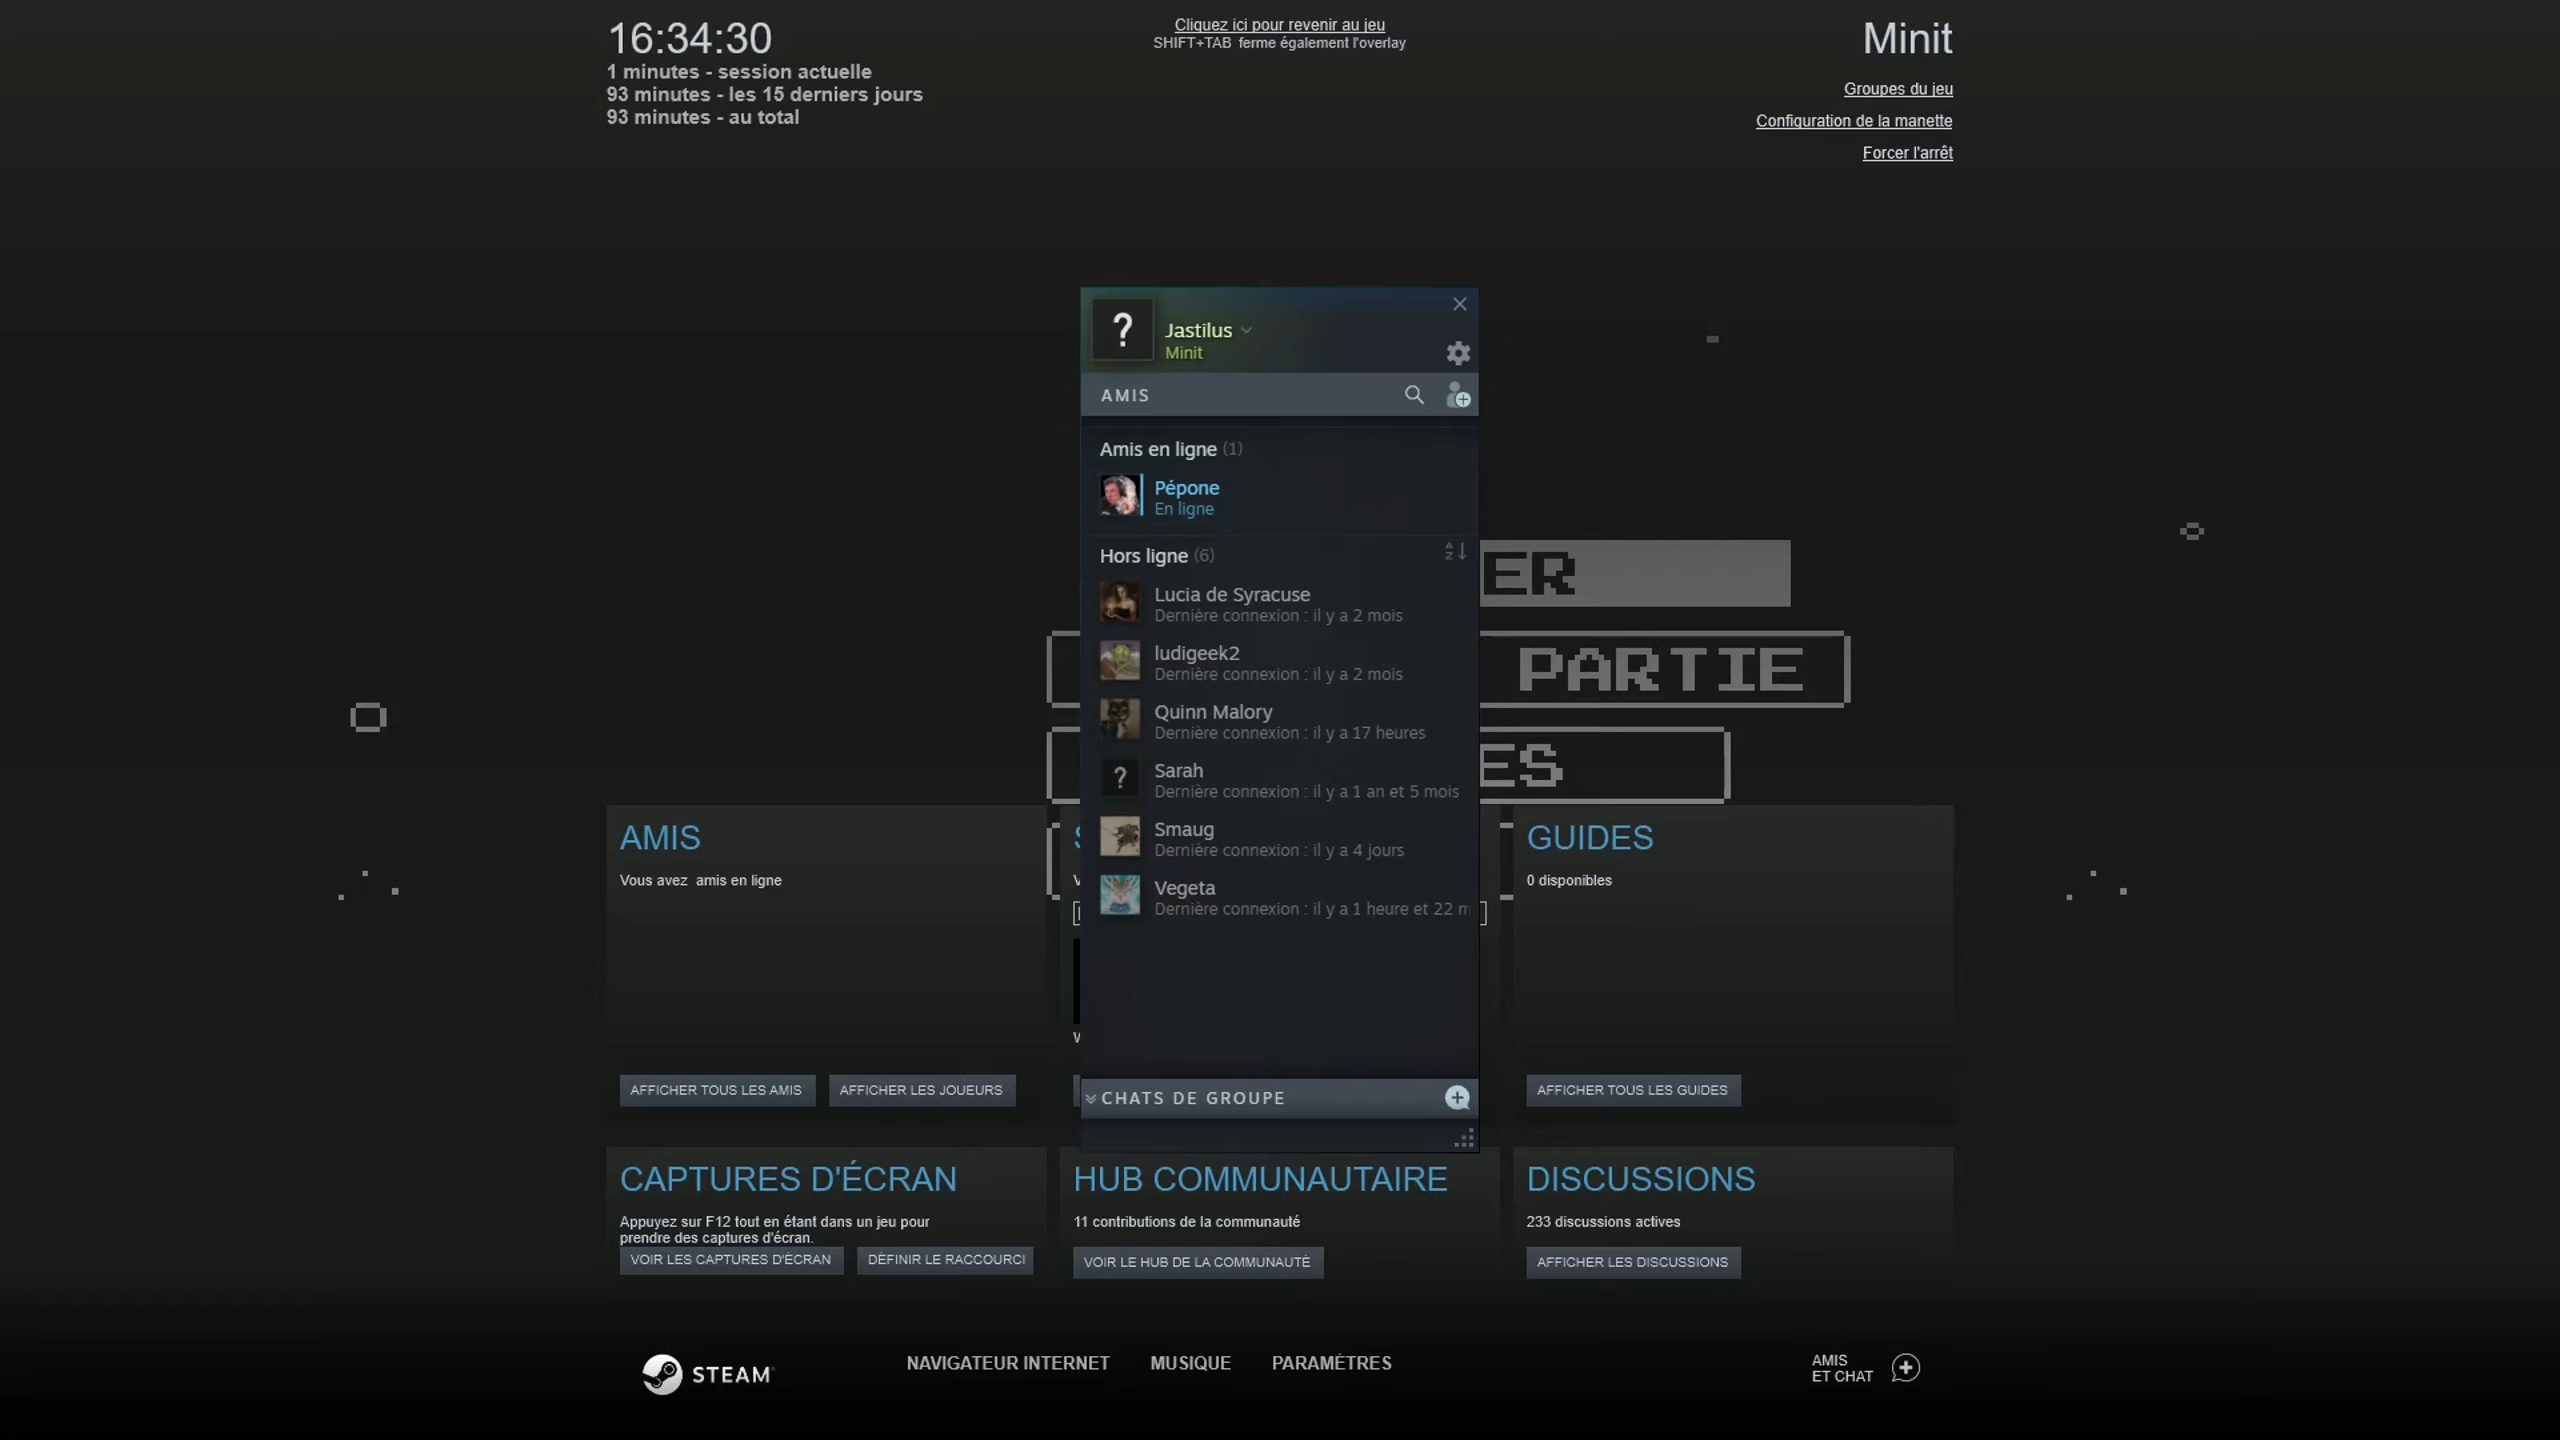 16:34:30
1 minutes - session actuelle
93 minutes - les 15 derniers jours
93 minutes - au total
Cliquez ici pour revenir au jeu
SHIFT+TAB ferme également l'overlay
Minit
Groupes du jeu
Configuration de la manette
Forcer l'arrêt
?
Jastilus
Minit
AMIS
Amis en ligne (1)
Pépone
En ligne
Hors ligne (6)
Lucia de Syracuse
Dernière connexion : il y a 2 mois
ludigeek2
Dernière connexion : il y a 2 mois
Quinn Malory
Dernière connexion : il y a 17 heures
?
Sarah
Dernière connexion : il y a 1 an et 5 mois
Smaug
Dernière connexion : il y a 4 jours
Vegeta
Dernière connexion : il y a 1 heure et 22 m
CHATS DE GROUPE
ER
PARTIE
ES
AMIS
Vous avez amis en ligne
AFFICHER TOUS LES AMIS
AFFICHER LES JOUEURS
GUIDES
0 disponibles
AFFICHER TOUS LES GUIDES
CAPTURES D'ÉCRAN
Appuyez sur F12 tout en étant dans un jeu pour
prendre des captures d'écran.
VOIR LES CAPTURES D'ÉCRAN
DÉFINIR LE RACCOURCI
HUB COMMUNAUTAIRE
11 contributions de la communauté
VOIR LE HUB DE LA COMMUNAUTÉ
DISCUSSIONS
233 discussions actives
AFFICHER LES DISCUSSIONS
STEAM
NAVIGATEUR INTERNET
MUSIQUE
PARAMÈTRES
AMIS
ET CHAT